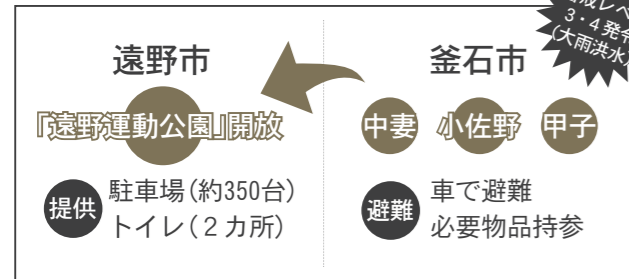 遠野市
『遠野運動公園』開放
提供
駐車場(約350台)
トイレ(２カ所)
釜石市
中妻 小佐野 甲子
避難
車で避難
必要物品持参
3・4発令
(大雨洪水)